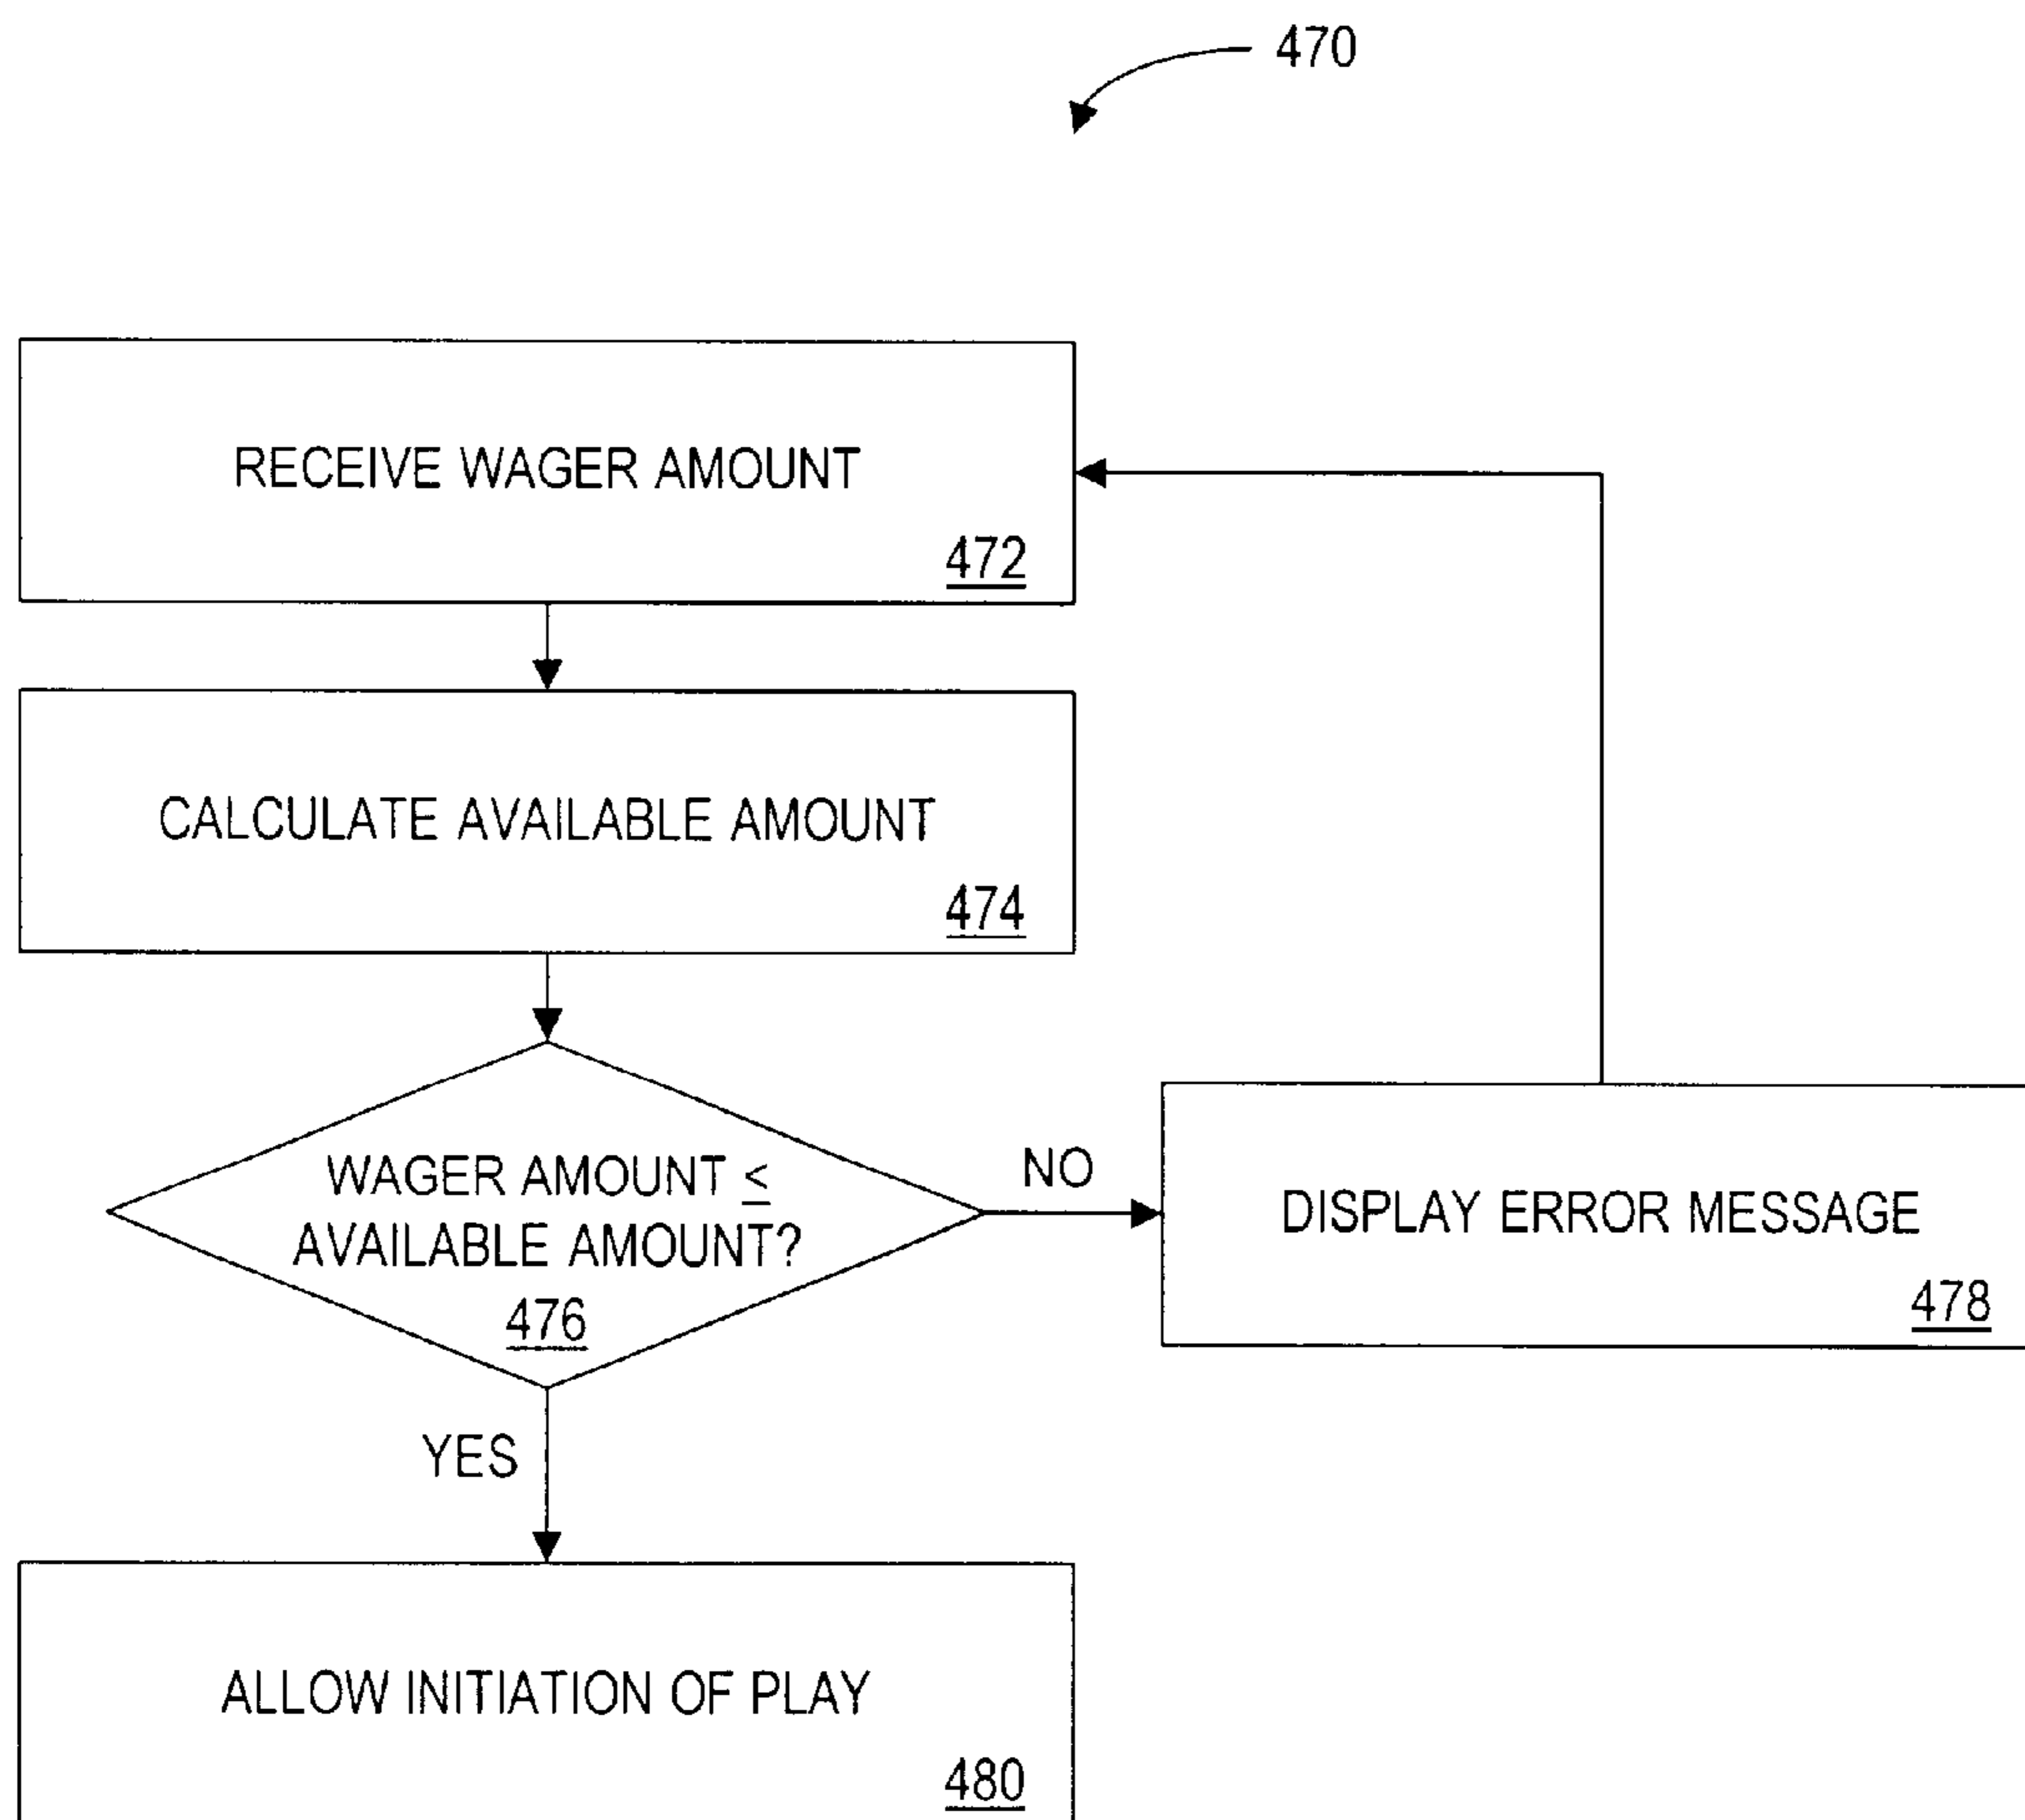 470
RECEIVE WAGER AMOUNT
472
CALCULATE AVAILABLE AMOUNT
474
WAGER AMOUNT ≤
AVAILABLE AMOUNT?
476
NO
DISPLAY ERROR MESSAGE
478
YES
ALLOW INITIATION OF PLAY
480